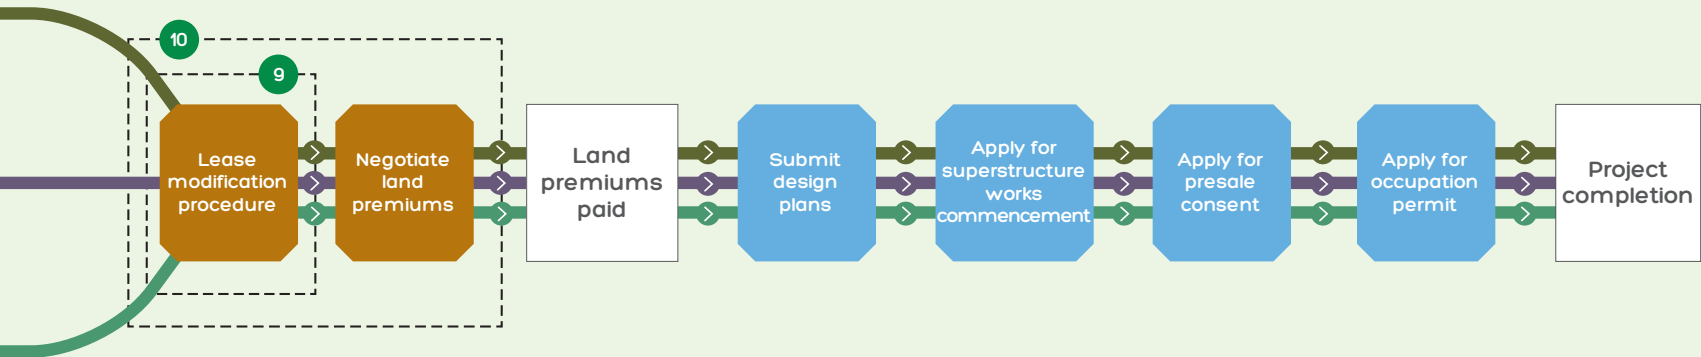 10
9
Lease
modification
procedure
Negotiate
land
premiums
Land
premiums
paid
Submit
design
plans
Apply for
superstructure
works
commencement
Apply for
presale
consent
Apply for
occupation
permit
Project
completion